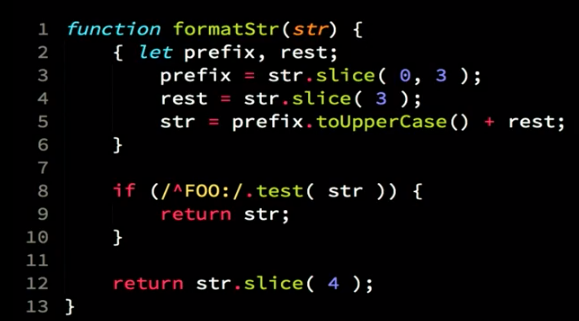 1 function formatStr(str) {
2     { let prefix, rest;
3         prefix = str.slice( 0, 3 );
4         rest = str.slice( 3 );
5         str = prefix.toUpperCase() + rest;
6     }
7
8     if (/^FOO:/.test( str )) {
9         return str;
10     }
11
12     return str.slice( 4 );
13 }